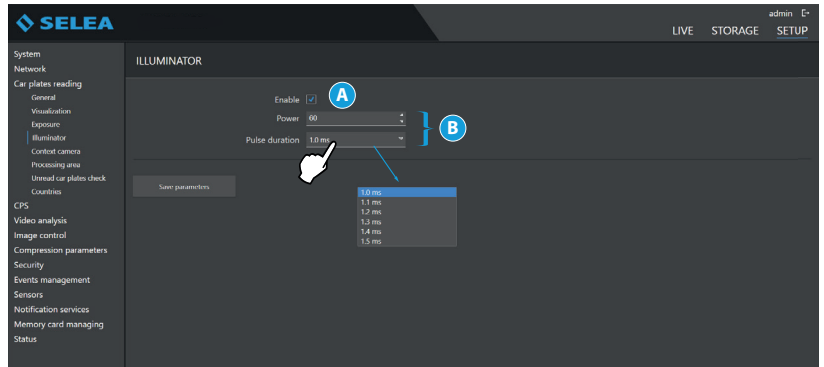 SELEA
admin
LIVE STORAGE SETUP
System
Network
Car plates reading
General
Visualization
Exposure
Illuminator
Context camera
Processing area
Unread car plates check
Countries
CPS
Video analysis
Image control
Compression parameters
Security
Events management
Sensors
Notification services
Memory card managing
Status
ILLUMINATOR
Enable A
Power 60
B
Pulse duration 1.0 ms
Save parameters
1.0 ms
1.1 ms
1.2 ms
1.3 ms
1.4 ms
1.5 ms